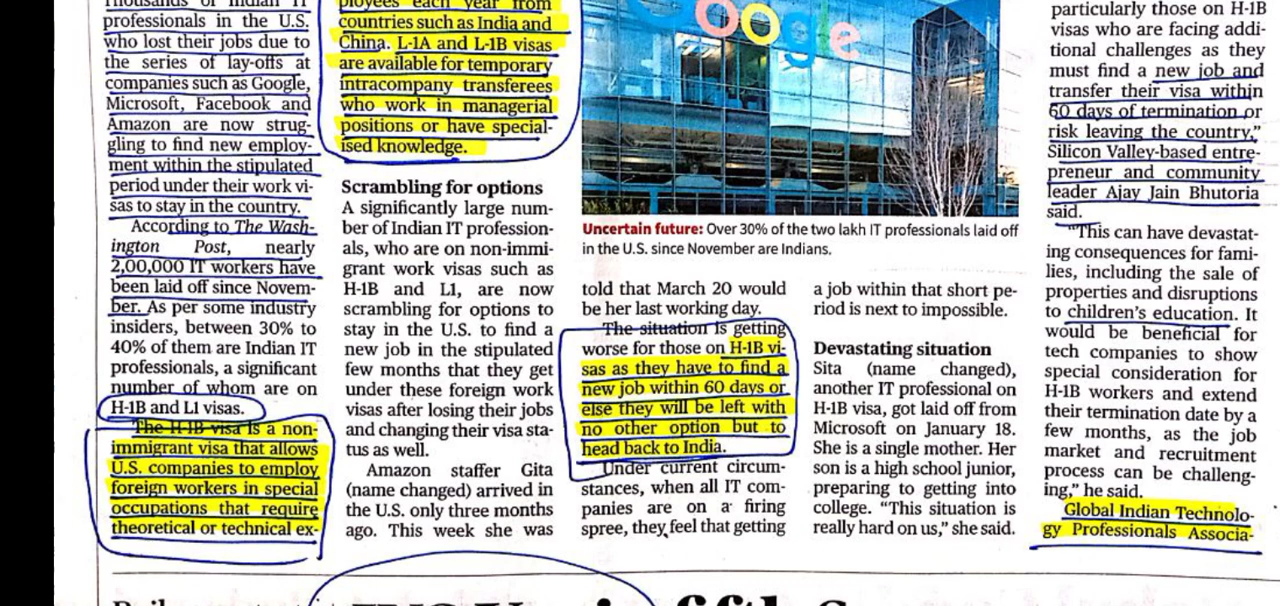 Thousands of Indian IT
professionals in the U.S.
who lost their jobs due to
the series of lay-offs at
companies such as Google,
Microsoft, Facebook and
Amazon are now strug-
gling to find new employ-
ment within the stipulated
period under their work vi-
sas to stay in the country.
According to The Wash-
ington Post, nearly
2,00,000 IT workers have
been laid off since Novem-
ber. As per some industry
insiders, between 30% to
40% of them are Indian IT
professionals, a significant
number of whom are on
H-1B and L1 visas.
The H-1B visa is a non-
immigrant visa that allows
U.S. companies to employ
foreign workers in special
occupations that require
theoretical or technical ex-
ployees each year from
countries such as India and
China. L-1A and L-1B visas
are available for temporary
intracompany transferees
who work in managerial
positions or have special-
ised knowledge.
Scrambling for options
A significantly large num-
ber of Indian IT profession-
als, who are on non-immi-
grant work visas such as
H-1B and L1, are now
scrambling for options to
stay in the U.S. to find a
new job in the stipulated
few months that they get
under these foreign work
visas after losing their jobs
and changing their visa sta-
tus as well.
Amazon staffer Gita
(name changed) arrived in
the U.S. only three months
ago. This week she was
Google
Uncertain future: Over 30% of the two lakh IT professionals laid off
in the U.S. since November are Indians.
told that March 20 would
be her last working day.
The situation is getting
worse for those on H-1B vi-
sas as they have to find a
new job within 60 days or
else they will be left with
no other option but to
head back to India.
Under current circum-
stances, when all IT com-
panies are on a firing
spree, they feel that getting
a job within that short pe-
riod is next to impossible.
Devastating situation
Sita (name changed),
another IT professional on
H-1B visa, got laid off from
Microsoft on January 18.
She is a single mother. Her
son is a high school junior,
preparing to getting into
college. “This situation is
really hard on us,” she said.
particularly those on H-1B
visas who are facing addi-
tional challenges as they
must find a new job and
transfer their visa within
60 days of termination or
risk leaving the country,”
Silicon Valley-based entre-
preneur and community
leader Ajay Jain Bhutoria
said.
“This can have devastat-
ing consequences for fami-
lies, including the sale of
properties and disruptions
to children’s education. It
would be beneficial for
tech companies to show
special consideration for
H-1B workers and extend
their termination date by a
few months, as the job
market and recruitment
process can be challeng-
ing,” he said.
Global Indian Technolo-
gy Professionals Associa-